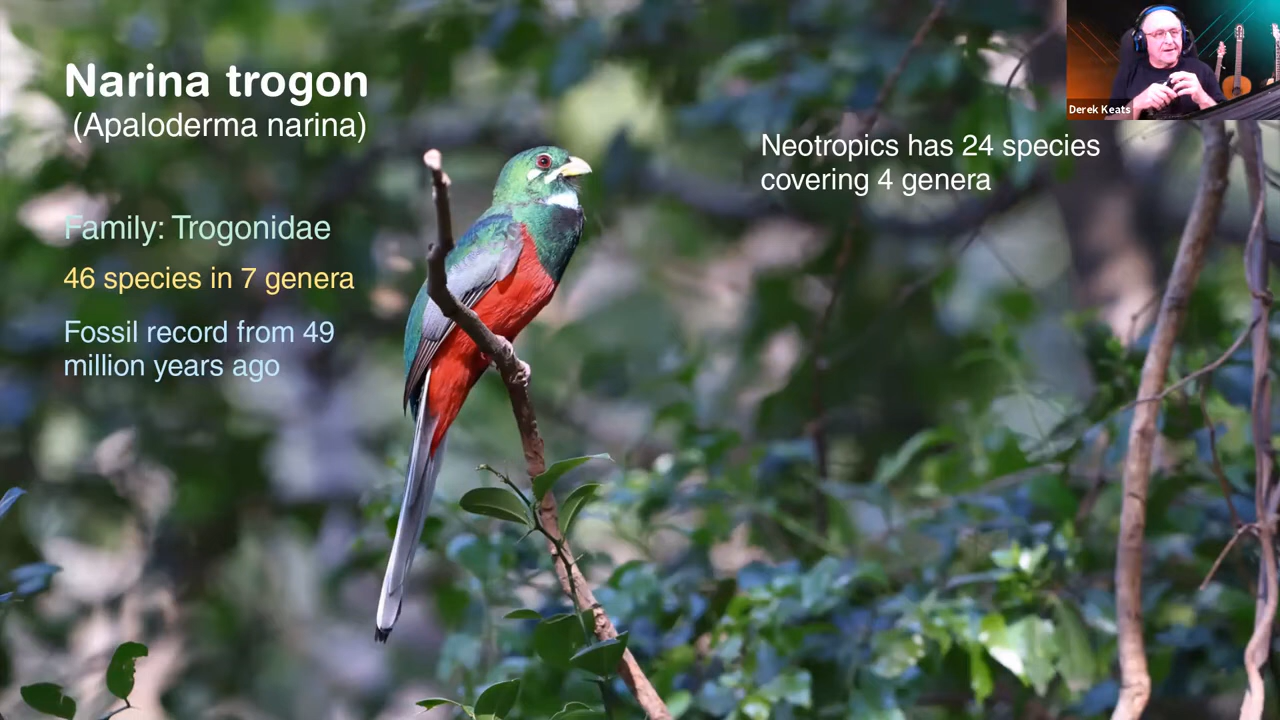 Narina trogon
(Apaloderma narina)
Family: Trogonidae
46 species in 7 genera
Fossil record from 49
million years ago
Neotropics has 24 species
covering 4 genera
Derek Keats